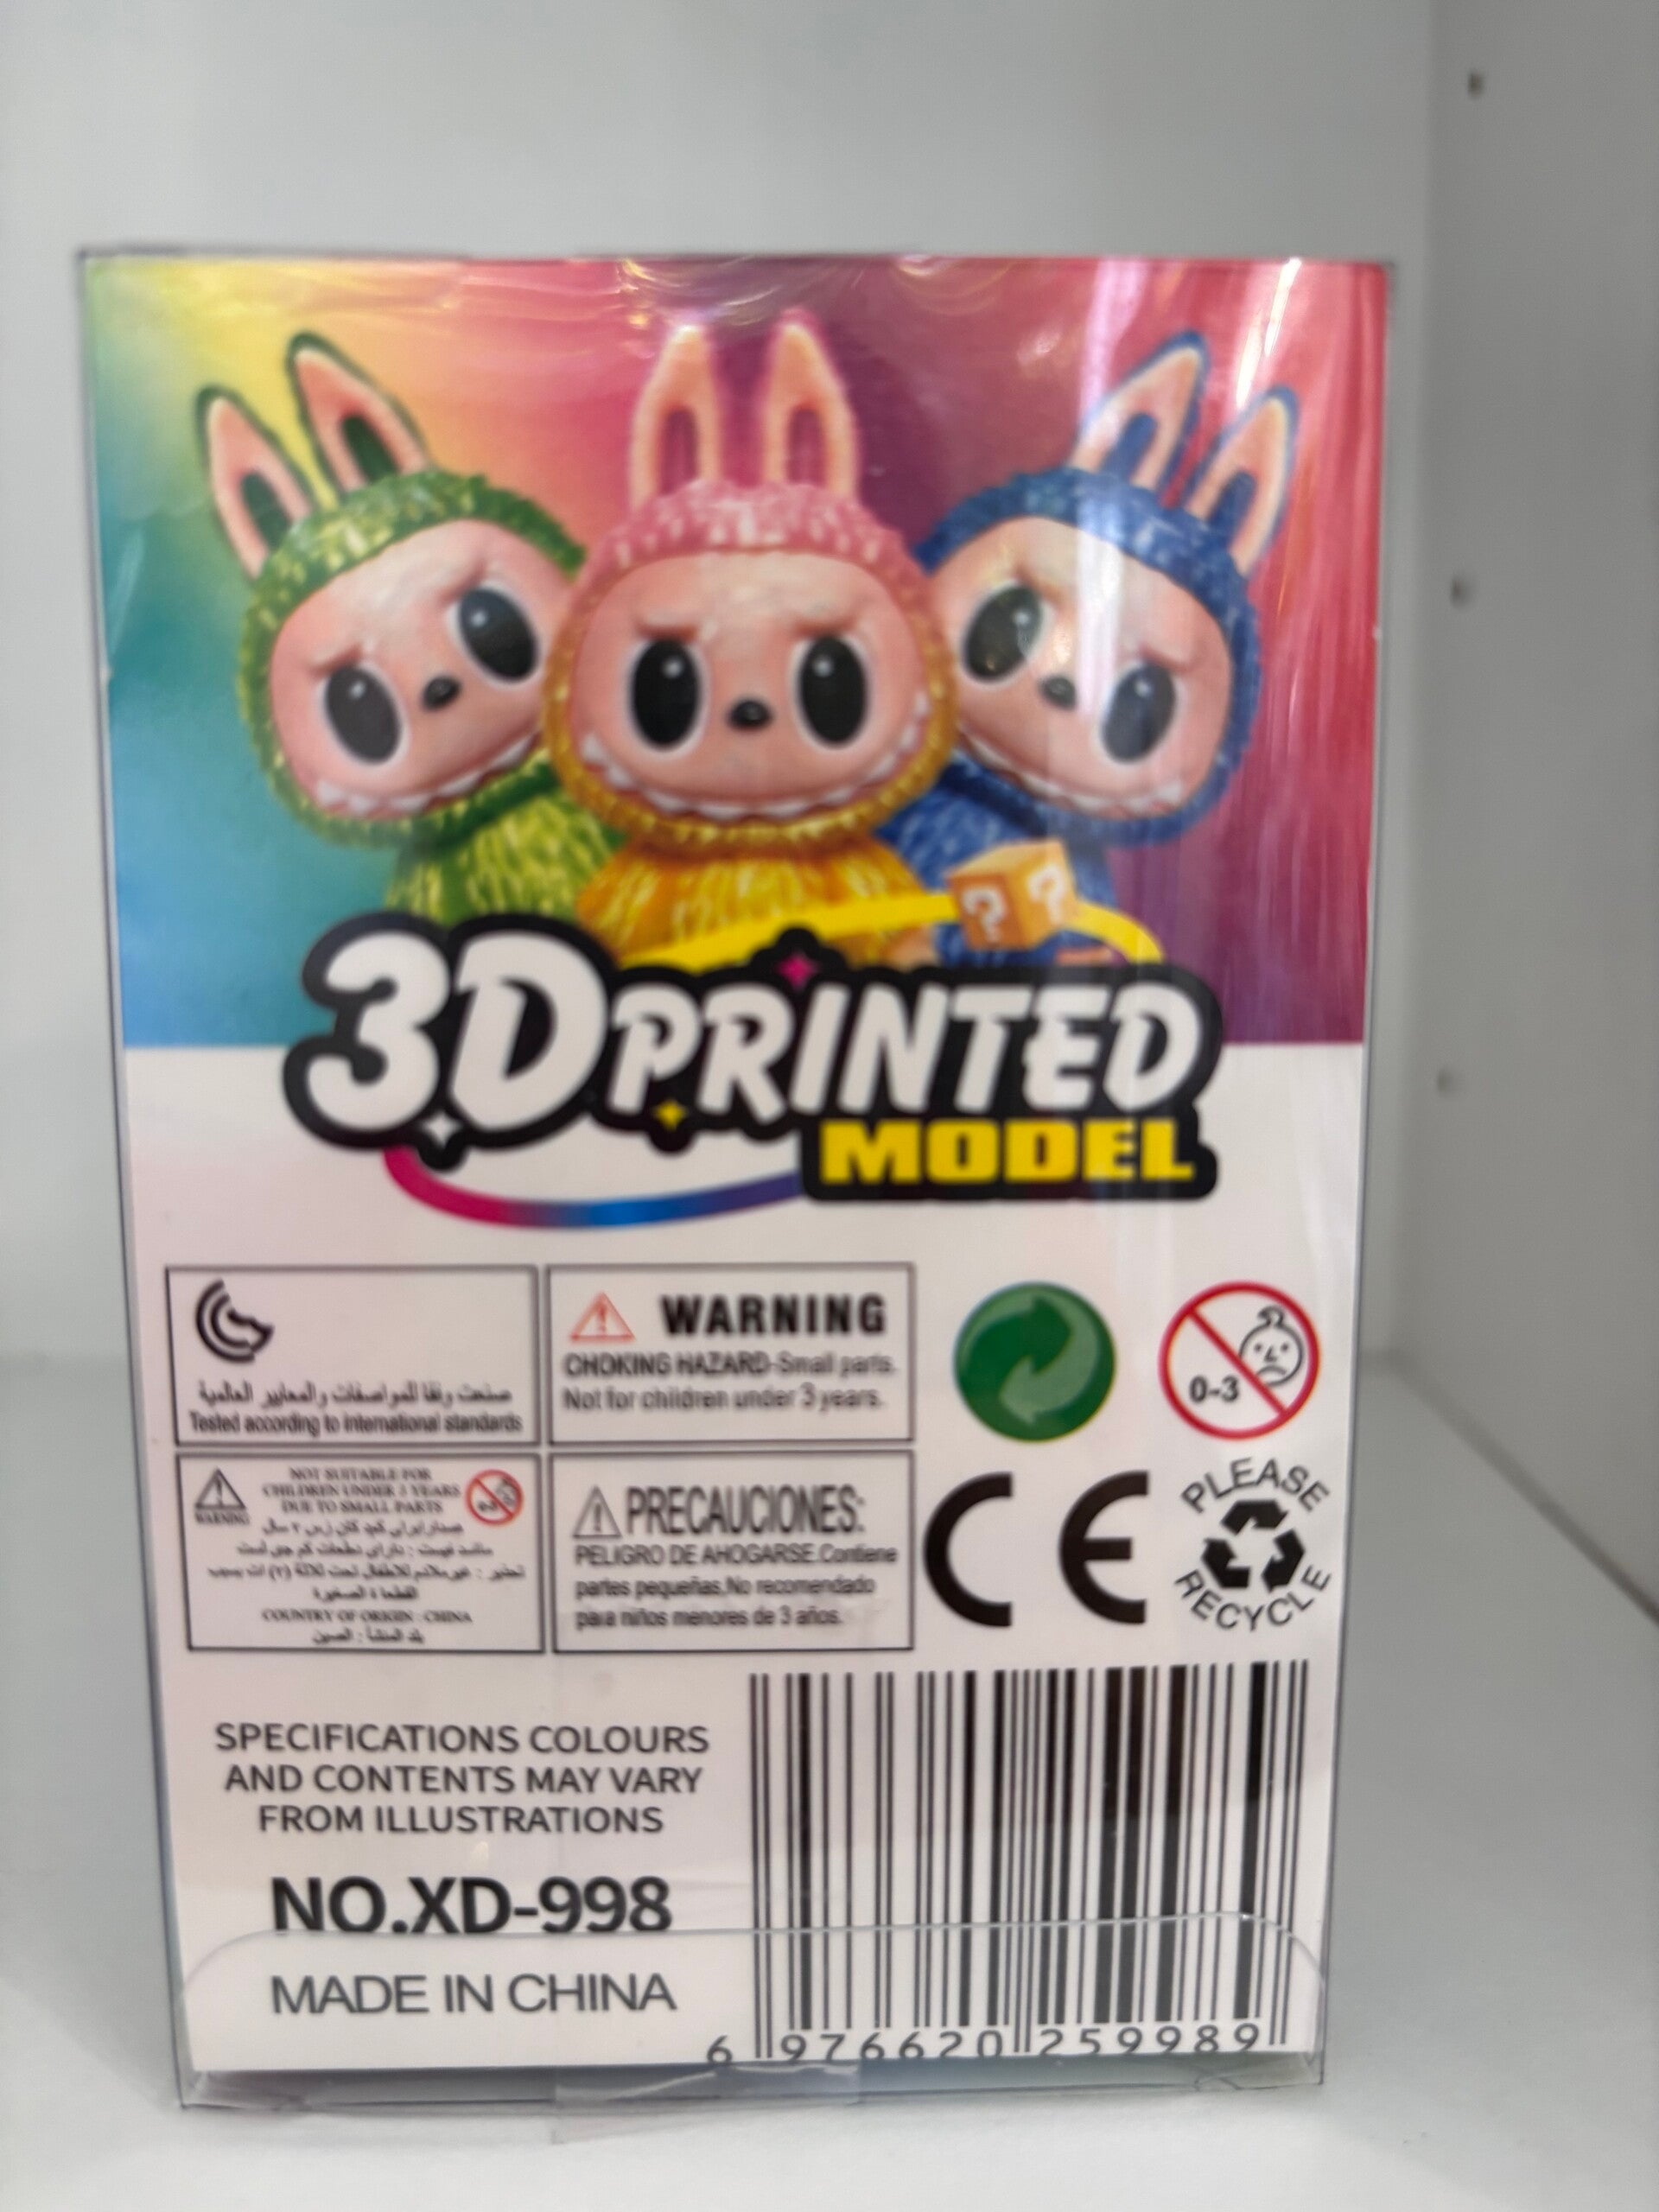 ? ?
3D PRINTED
MODEL
صنعت وفقا للمواصفات والمعايير العالمية
Tested according to international standards
WARNING
CHOKING HAZARD-Small parts.
Not for children under 3 years.
0-3
WARNING
NOT SUITABLE FOR
CHILDREN UNDER 3 YEARS
DUE TO SMALL PARTS
COUNTRY OF ORIGIN : CHINA
بلد المنشأ : الصين
PRECAUCIONES:
PELIGRO DE AHOGARSE.Contiene
partes pequeñas.No recomendado
para niños menores de 3 años.
CE
PLEASE
RECYCLE
SPECIFICATIONS COLOURS
AND CONTENTS MAY VARY
FROM ILLUSTRATIONS
NO.XD-998
MADE IN CHINA
6 976620 259989